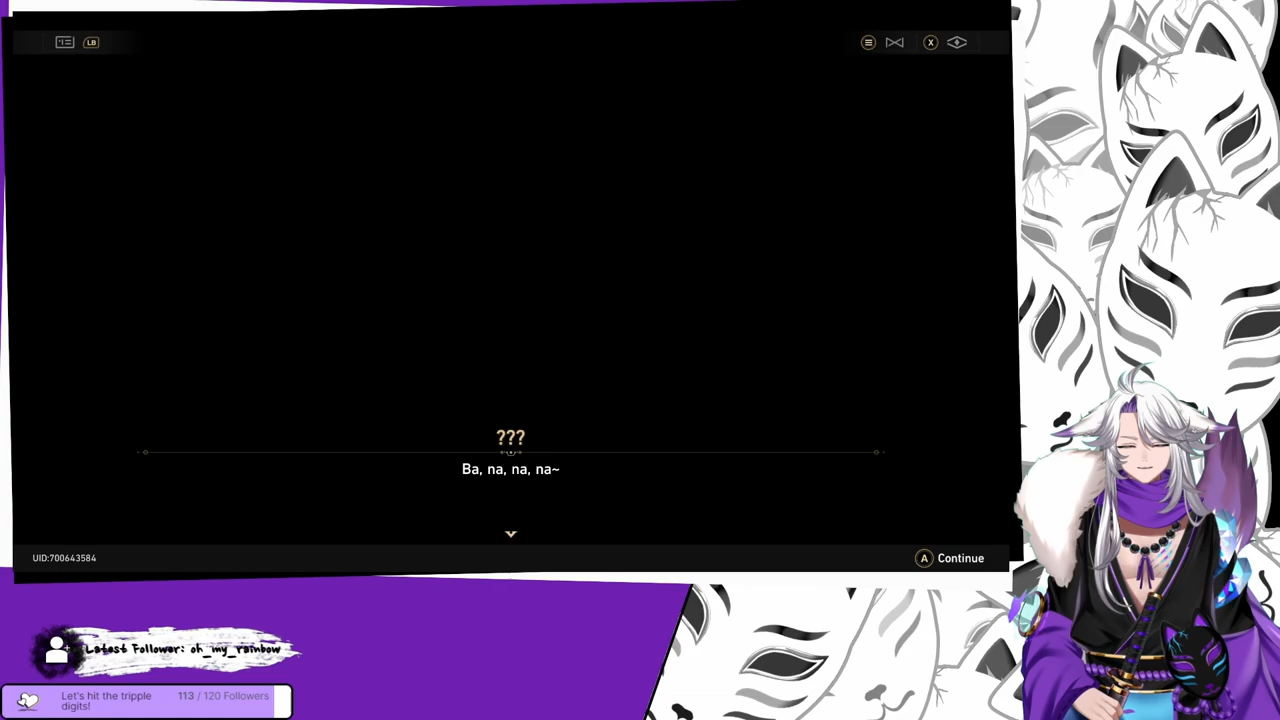 LB
X
???
Ba, na, na, na~
UID:700643584
A Continue
Latest Follower: oh_my_rainbow
Let's hit the tripple digits!
113 / 120 Followers